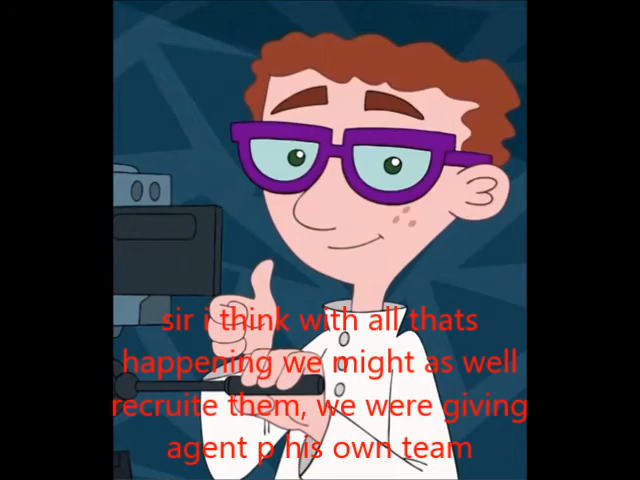 sir i think with all thats
happening we might as well
recruite them, we were giving
agent p his own team